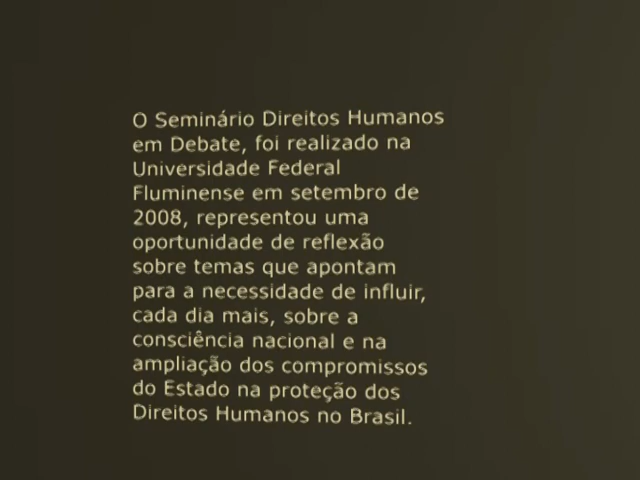 O Seminário Direitos Humanos
em Debate, foi realizado na
Universidade Federal
Fluminense em setembro de
2008, representou uma
oportunidade de reflexão
sobre temas que apontam
para a necessidade de influir,
cada dia mais, sobre a
consciência nacional e na
ampliação dos compromissos
do Estado na proteção dos
Direitos Humanos no Brasil.